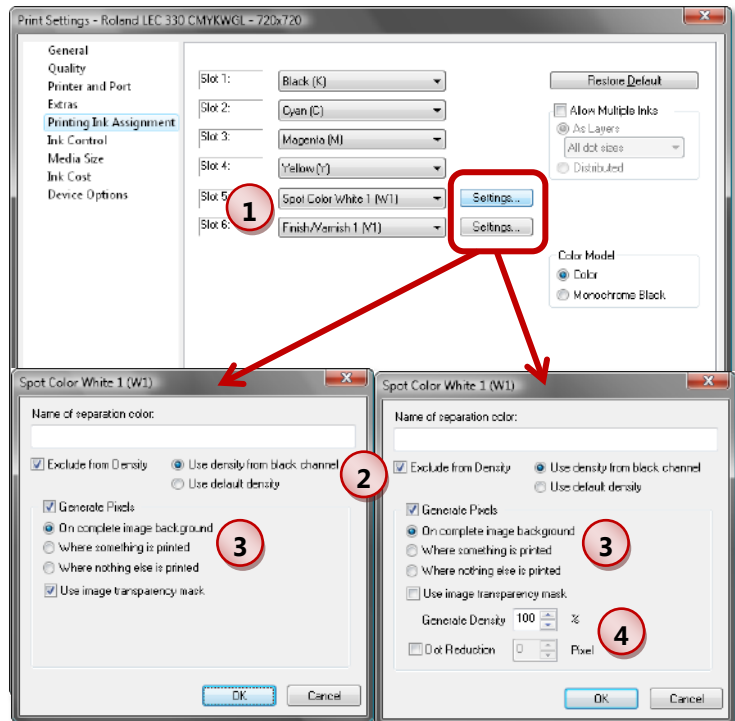 Print Settings - Roland LEC 330 CMYKWGL - 720x720
General
Quality
Printer and Port
Extras
Printing Ink Assignment
Ink Control
Media Size
Ink Cost
Device Options
Slot 1: Black (K)
Slot 2: Cyan (C)
Slot 3: Magenta (M)
Slot 4: Yellow (Y)
Slot 5: Spot Color White 1 (W1) Settings...
Slot 6: Finish/Varnish 1 (V1) Settings...
1
Restore Default
Allow Multiple Inks
As Layers
All dot sizes
Distributed
Color Model
Color
Monochrome Black
Spot Color White 1 (W1)
Name of separation color:
Exclude from Density Use density from black channel
Use default density
2
Generate Pixels
On complete image background
Where something is printed
Where nothing else is printed
3
Use image transparency mask
OK Cancel
Spot Color White 1 (W1)
Name of separation color:
Exclude from Density Use density from black channel
Use default density
Generate Pixels
On complete image background
Where something is printed
Where nothing else is printed
3
Use image transparency mask
Generate Density 100 %
4
Dot Reduction 0 Pixel
OK Cancel